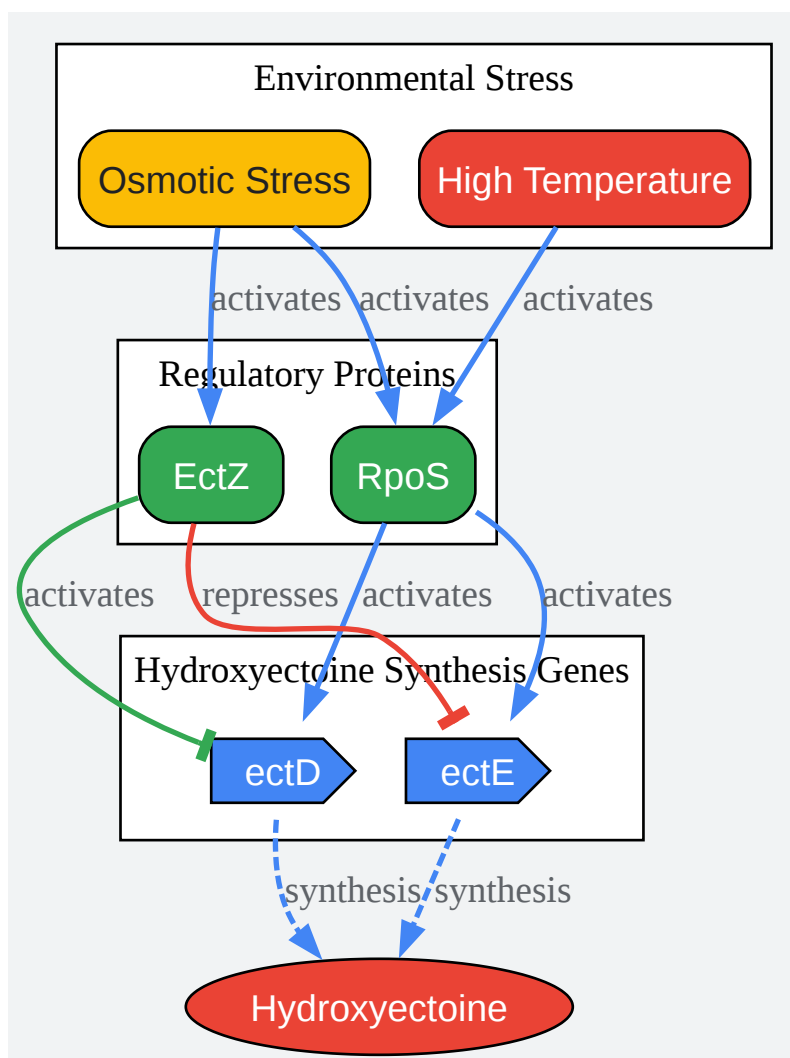 Environmental Stress
Osmotic Stress
High Temperature
activates
activates
activates
Regulatory Proteins
EctZ
RpoS
activates
represses
activates
activates
Hydroxyectoine Synthesis Genes
ectD
ectE
synthesis
synthesis
Hydroxyectoine